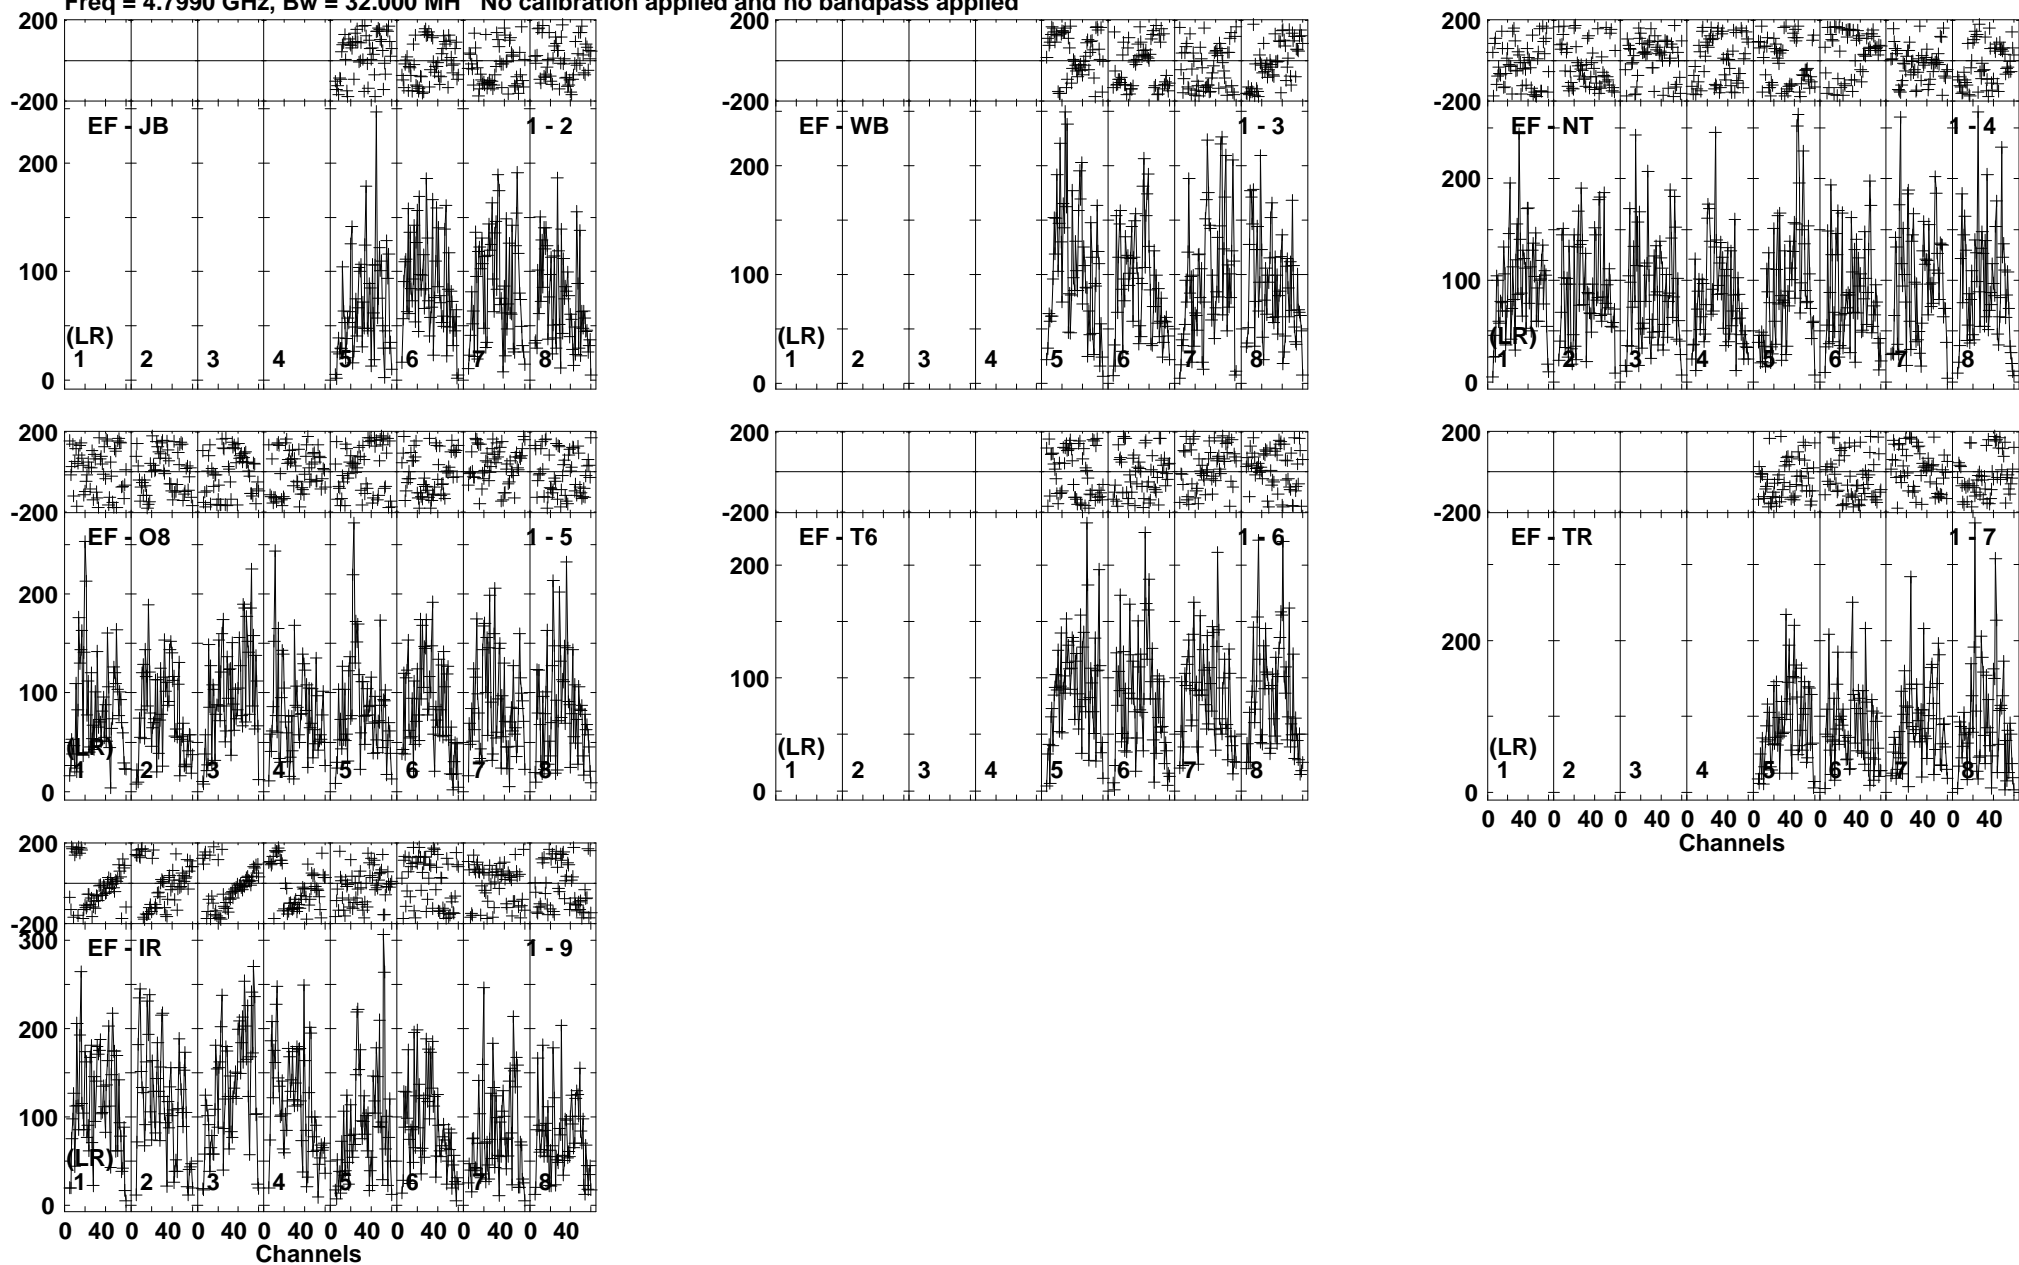 Freq = 4.7990 GHz, Bw = 32.000 MH No calibration applied and no bandpass applied
200
-200
EF - JB 1 - 2
200
100
(LR)
1 2 3 4 5 6 7 8
0
EF - WB 1 - 3
200
-200
200
100
(LR)
1 2 3 4 5 6 7 8
0
EF - NT 1 - 4
200
-200
200
100
(LR)
1 2 3 4 5 6 7 8
0
200
-200
EF - O8 1 - 5
200
100
(LR)
1 2 3 4 5 6 7 8
0
200
-200
EF - T6 1 - 6
200
100
(LR)
1 2 3 4 5 6 7 8
0
200
-200
EF - TR 1 - 7
200
(LR)
1 2 3 4 5 6 7 8
0
0 40 0 40 0 40 0 40 0 40 0 40 0 40 0 40
Channels
200
-200
300
EF - IR 1 - 9
200
100
(LR)
1 2 3 4 5 6 7 8
0
0 40 0 40 0 40 0 40 0 40 0 40 0 40 0 40
Channels